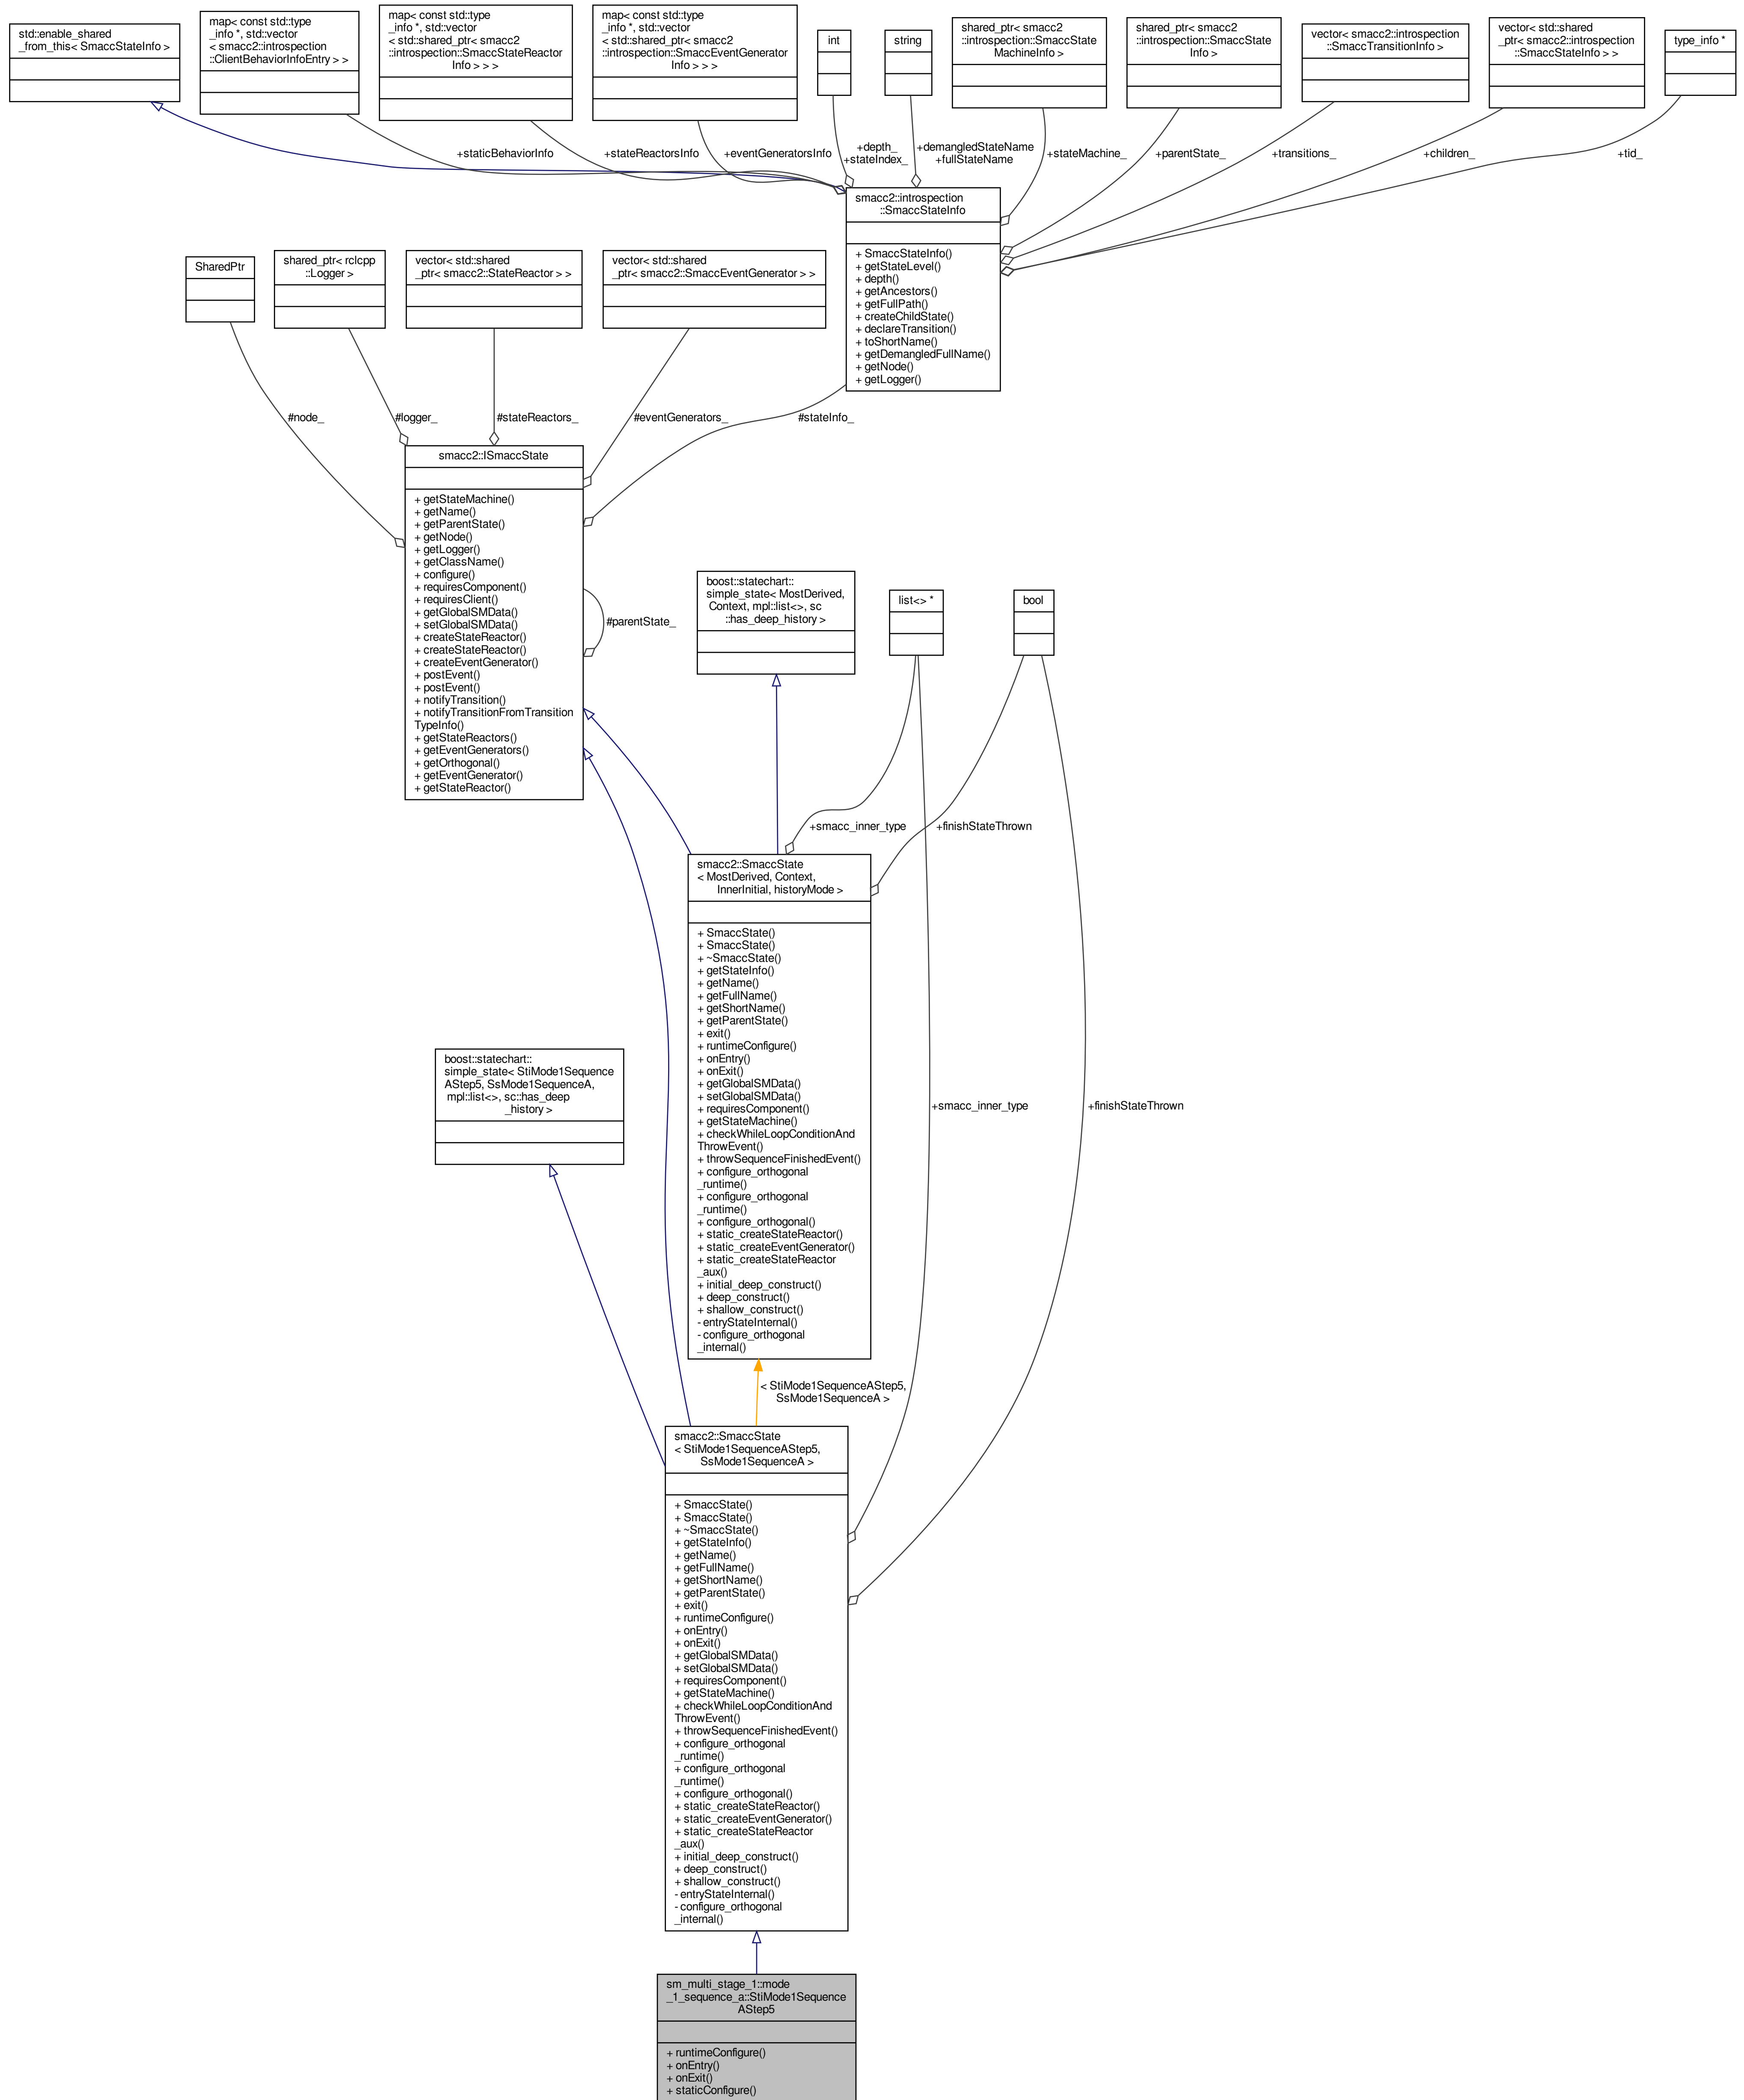 std::enable_shared
_from_this< SmaccStateInfo >
map< const std::type
_info *, std::vector
< smacc2::introspection
::ClientBehaviorInfoEntry > >
map< const std::type
_info *, std::vector
< std::shared_ptr< smacc2
::introspection::SmaccStateReactor
Info > > >
map< const std::type
_info *, std::vector
< std::shared_ptr< smacc2
::introspection::SmaccEventGenerator
Info > > >
int
string
shared_ptr< smacc2
::introspection::SmaccState
MachineInfo >
shared_ptr< smacc2
::introspection::SmaccState
Info >
vector< smacc2::introspection
::SmaccTransitionInfo >
vector< std::shared
_ptr< smacc2::introspection
::SmaccStateInfo > >
type_info *
+staticBehaviorInfo
+stateReactorsInfo
+eventGeneratorsInfo
+depth_
+stateIndex_
+demangledStateName
+fullStateName
+stateMachine_
+parentState_
+transitions_
+children_
+tid_
smacc2::introspection
::SmaccStateInfo
+ SmaccStateInfo()
+ getStateLevel()
+ depth()
+ getAncestors()
+ getFullPath()
+ createChildState()
+ declareTransition()
+ toShortName()
+ getDemangledFullName()
+ getNode()
+ getLogger()
SharedPtr
shared_ptr< rclcpp
::Logger >
vector< std::shared
_ptr< smacc2::StateReactor > >
vector< std::shared
_ptr< smacc2::SmaccEventGenerator > >
#node_
#logger_
#stateReactors_
#eventGenerators_
#stateInfo_
smacc2::ISmaccState
+ getStateMachine()
+ getName()
+ getParentState()
+ getNode()
+ getLogger()
+ getClassName()
+ configure()
+ requiresComponent()
+ requiresClient()
+ getGlobalSMData()
+ setGlobalSMData()
+ createStateReactor()
+ createStateReactor()
+ createEventGenerator()
+ postEvent()
+ postEvent()
+ notifyTransition()
+ notifyTransitionFromTransition
TypeInfo()
+ getStateReactors()
+ getEventGenerators()
+ getOrthogonal()
+ getEventGenerator()
+ getStateReactor()
#parentState_
boost::statechart::
simple_state< MostDerived,
Context, mpl::list<>, sc
::has_deep_history >
list<> *
bool
+smacc_inner_type
+finishStateThrown
smacc2::SmaccState
< MostDerived, Context,
InnerInitial, historyMode >
+ SmaccState()
+ SmaccState()
+ ~SmaccState()
+ getStateInfo()
+ getName()
+ getFullName()
+ getShortName()
+ getParentState()
+ exit()
+ runtimeConfigure()
+ onEntry()
+ onExit()
+ getGlobalSMData()
+ setGlobalSMData()
+ requiresComponent()
+ getStateMachine()
+ checkWhileLoopConditionAnd
ThrowEvent()
+ throwSequenceFinishedEvent()
+ configure_orthogonal
_runtime()
+ configure_orthogonal
_runtime()
+ configure_orthogonal()
+ static_createStateReactor()
+ static_createEventGenerator()
+ static_createStateReactor
_aux()
+ initial_deep_construct()
+ deep_construct()
+ shallow_construct()
- entryStateInternal()
- configure_orthogonal
_internal()
boost::statechart::
simple_state< StiMode1Sequence
AStep5, SsMode1SequenceA,
mpl::list<>, sc::has_deep
_history >
+smacc_inner_type
+finishStateThrown
< StiMode1SequenceAStep5,
SsMode1SequenceA >
smacc2::SmaccState
< StiMode1SequenceAStep5,
SsMode1SequenceA >
+ SmaccState()
+ SmaccState()
+ ~SmaccState()
+ getStateInfo()
+ getName()
+ getFullName()
+ getShortName()
+ getParentState()
+ exit()
+ runtimeConfigure()
+ onEntry()
+ onExit()
+ getGlobalSMData()
+ setGlobalSMData()
+ requiresComponent()
+ getStateMachine()
+ checkWhileLoopConditionAnd
ThrowEvent()
+ throwSequenceFinishedEvent()
+ configure_orthogonal
_runtime()
+ configure_orthogonal
_runtime()
+ configure_orthogonal()
+ static_createStateReactor()
+ static_createEventGenerator()
+ static_createStateReactor
_aux()
+ initial_deep_construct()
+ deep_construct()
+ shallow_construct()
- entryStateInternal()
- configure_orthogonal
_internal()
sm_multi_stage_1::mode
_1_sequence_a::StiMode1Sequence
AStep5
+ runtimeConfigure()
+ onEntry()
+ onExit()
+ staticConfigure()